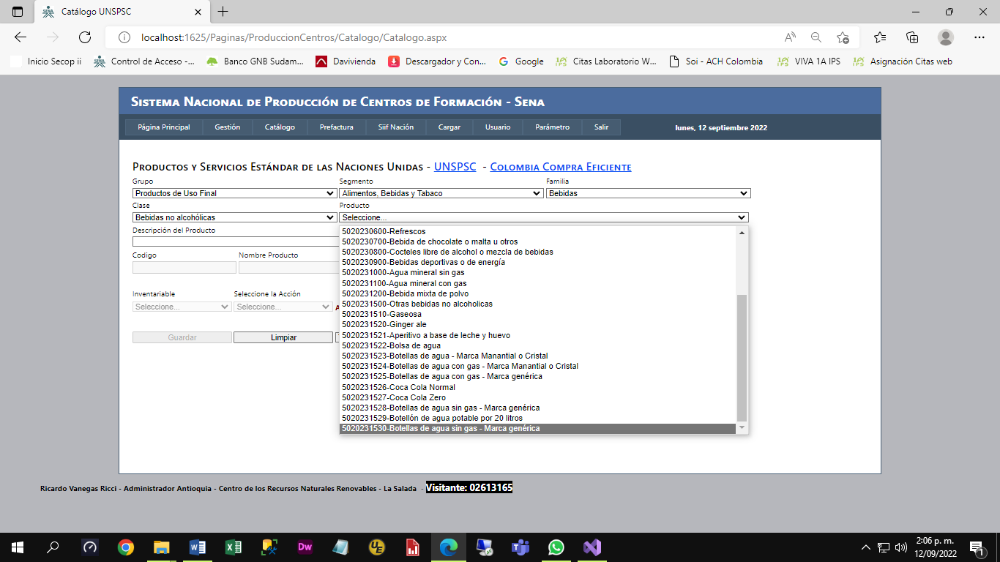 Catálogo UNSPSC
localhost:1625/Paginas/ProduccionCentros/Catalogo/Catalogo.aspx
Inicio Secop ii Control de Acceso -... Banco GNB Sudam... Davivienda Descargador y Con... Google Citas Laboratorio W... Soi - ACH Colombia VIVA 1A IPS Asignación Citas web
Sistema Nacional de Producción de Centros de Formación - Sena
Página Principal Gestión Catálogo Prefactura Siif Nación Cargar Usuario Parámetro Salir lunes, 12 septiembre 2022
Productos y Servicios Estándar de las Naciones Unidas - UNSPSC - Colombia Compra Eficiente
Grupo Segmento Familia
Productos de Uso Final Alimentos, Bebidas y Tabaco Bebidas
Clase Producto
Bebidas no alcohólicas Seleccione...
Descripción del Producto
Codigo Nombre Producto
Inventariable Seleccione la Acción
Seleccione... Seleccione... A
Guardar Limpiar
5020230600-Refrescos
5020230700-Bebida de chocolate o malta u otros
5020230800-Cocteles libre de alcohol o mezcla de bebidas
5020230900-Bebidas deportivas o de energía
5020231000-Agua mineral sin gas
5020231100-Agua mineral con gas
5020231200-Bebida mixta de polvo
5020231500-Otras bebidas no alcoholicas
5020231510-Gaseosa
5020231520-Ginger ale
5020231521-Aperitivo a base de leche y huevo
5020231522-Bolsa de agua
5020231523-Botellas de agua - Marca Manantial o Cristal
5020231524-Botellas de agua con gas - Marca Manantial o Cristal
5020231525-Botellas de agua con gas - Marca genérica
5020231526-Coca Cola Normal
5020231527-Coca Cola Zero
5020231528-Botellas de agua sin gas - Marca genérica
5020231529-Botellón de agua potable por 20 litros
5020231530-Botellas de agua sin gas - Marca genérica
Ricardo Vanegas Ricci - Administrador Antioquia - Centro de los Recursos Naturales Renovables - La Salada - Visitante: 02613165
2:06 p. m.
12/09/2022